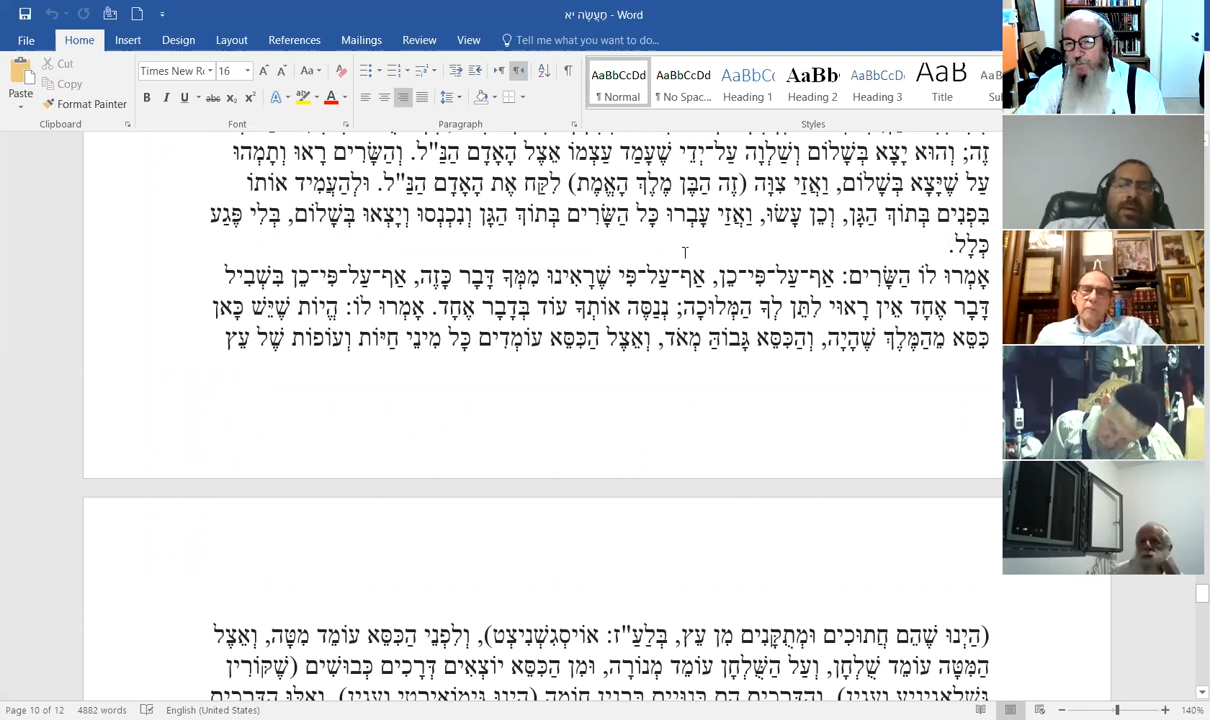 מַעֲשֶׂה יא - Word
File Home Insert Design Layout References Mailings Review View Tell me what you want to do...
Paste Cut Copy Format Painter
Times New Ro 16 Aa
B I U abc X₂ X² A
AaBbCcDd AaBbCcDd AaBbCc AaBb AaBbCcDd AaB
¶ Normal ¶ No Spac... Heading 1 Heading 2 Heading 3 Title
Clipboard Font Paragraph Styles
זֶה; וְהוּא יָצָא בְּשָׁלוֹם וְשַׁלְוָה עַל־יְדֵי שֶׁעָמַד עַצְמוֹ אֵצֶל הָאָדָם הַנַּ"ל. וְהַשָּׂרִים רָאוּ וְתָמְהוּ
עַל שֶׁיָּצָא בְּשָׁלוֹם, וַאֲזַי צִוָּה (זֶה הַבֶּן מֶלֶךְ הָאֱמֶת) לִקַּח אֶת הָאָדָם הַנַּ"ל. וּלְהַעֲמִיד אוֹתוֹ
בִּפְנִים בְּתוֹךְ הַגָּן, וְכֵן עָשׂוּ, וַאֲזַי עָבְרוּ כָּל הַשָּׂרִים בְּתוֹךְ הַגָּן וְנִכְנְסוּ וְיָצְאוּ בְּשָׁלוֹם, בְּלִי פֶּגַע
כְּלָל.
אָמְרוּ לוֹ הַשָּׂרִים: אַף־עַל־פִּי־כֵן, אַף־עַל־פִּי שֶׁרָאִינוּ מִמְּךָ דָּבָר כָּזֶה, אַף־עַל־פִּי־כֵן בִּשְׁבִיל
דָּבָר אֶחָד אֵין רָאוּי לִתֵּן לְךָ הַמְּלוּכָה; נְנַסֶּה אוֹתְךָ עוֹד בְּדָבָר אֶחָד. אָמְרוּ לוֹ: הֱיוֹת שֶׁיֵּשׁ כָּאן
כִּסֵּא מֵהַמֶּלֶךְ שֶׁהָיָה, וְהַכִּסֵּא גָּבוֹהַּ מְאֹד, וְאֵצֶל הַכִּסֵּא עוֹמְדִים כָּל מִינֵי חַיּוֹת וְעוֹפוֹת שֶׁל עֵץ
(הַיְנוּ שֶׁהֵם חֲתוּכִים וּמְתֻקָּנִים מִן עֵץ, בְּלַעַ"ז: אוֹיסְגִשְׁנִיצְט), וְלִפְנֵי הַכִּסֵּא עוֹמֵד מִטָּה, וְאֵצֶל
הַמִּטָּה עוֹמֵד שֻׁלְחָן, וְעַל הַשֻּׁלְחָן עוֹמֵד מְנוֹרָה, וּמִן הַכִּסֵּא יוֹצְאִים דְּרָכִים כְּבוּשִׁים (שֶׁקּוֹרִין
Page 10 of 12 4882 words English (United States) 140%